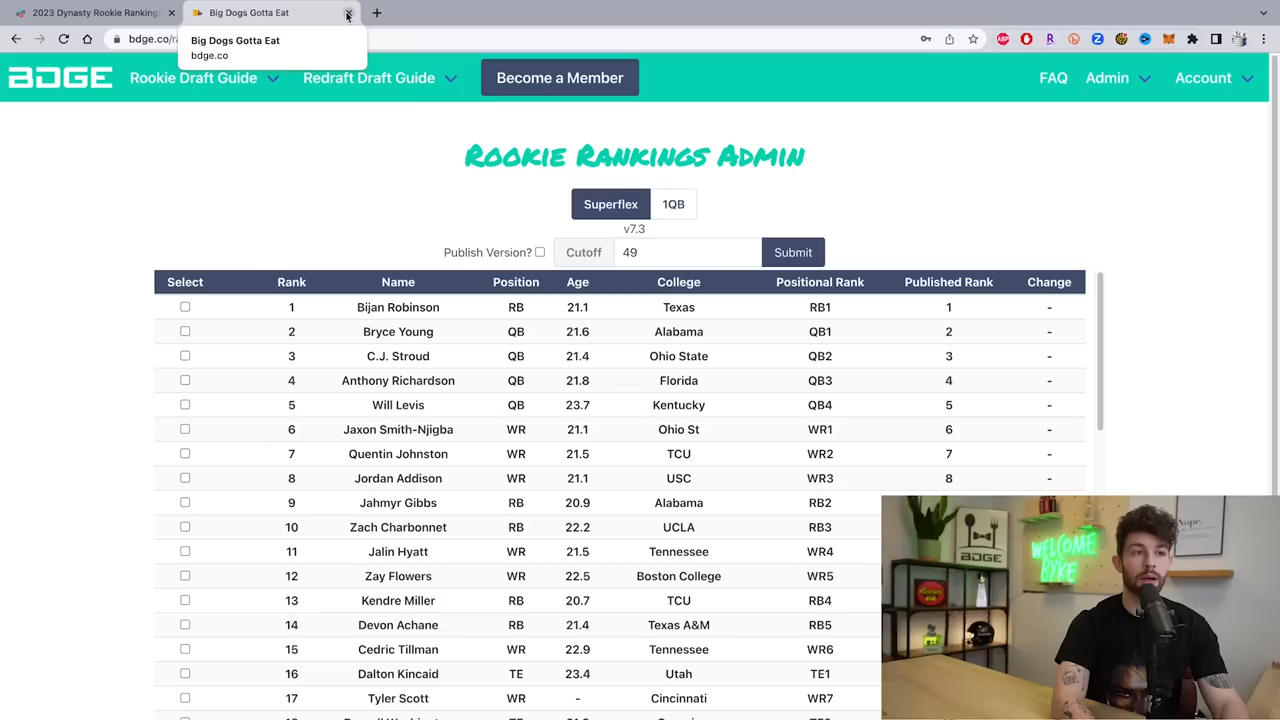 2023 Dynasty Rookie Ranking
Big Dogs Gotta Eat
bdge.co/r
Big Dogs Gotta Eat
bdge.co
BDGE
Rookie Draft Guide
Redraft Draft Guide
Become a Member
FAQ
Admin
Account
Rookie Rankings Admin
Superflex
1QB
v7.3
Publish Version?
Cutoff
49
Submit
Select Rank Name Position Age College Positional Rank Published Rank Change
1 Bijan Robinson RB 21.1 Texas RB1 1 -
2 Bryce Young QB 21.6 Alabama QB1 2 -
3 C.J. Stroud QB 21.4 Ohio State QB2 3 -
4 Anthony Richardson QB 21.8 Florida QB3 4 -
5 Will Levis QB 23.7 Kentucky QB4 5 -
6 Jaxon Smith-Njigba WR 21.1 Ohio St WR1 6 -
7 Quentin Johnston WR 21.5 TCU WR2 7 -
8 Jordan Addison WR 21.1 USC WR3 8 -
9 Jahmyr Gibbs RB 20.9 Alabama RB2
10 Zach Charbonnet RB 22.2 UCLA RB3
11 Jalin Hyatt WR 21.5 Tennessee WR4
12 Zay Flowers WR 22.5 Boston College WR5
13 Kendre Miller RB 20.7 TCU RB4
14 Devon Achane RB 21.4 Texas A&M RB5
15 Cedric Tillman WR 22.9 Tennessee WR6
16 Dalton Kincaid TE 23.4 Utah TE1
17 Tyler Scott WR - Cincinnati WR7
Nope.
BDGE
WELCOME
BYKE
Reese's